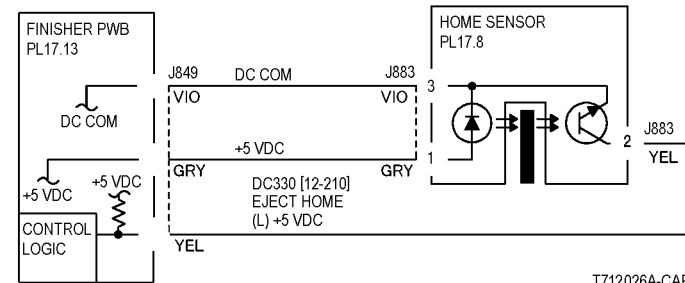 FINISHER PWB
PL17.13
HOME SENSOR
PL17.8
J849 DC COM J883 3
VIO VIO
DC COM
2 J883
YEL
+5 VDC
1
GRY GRY
+5 VDC
+5 VDC
DC330 [12-210]
EJECT HOME
(L) +5 VDC
CONTROL
LOGIC
YEL